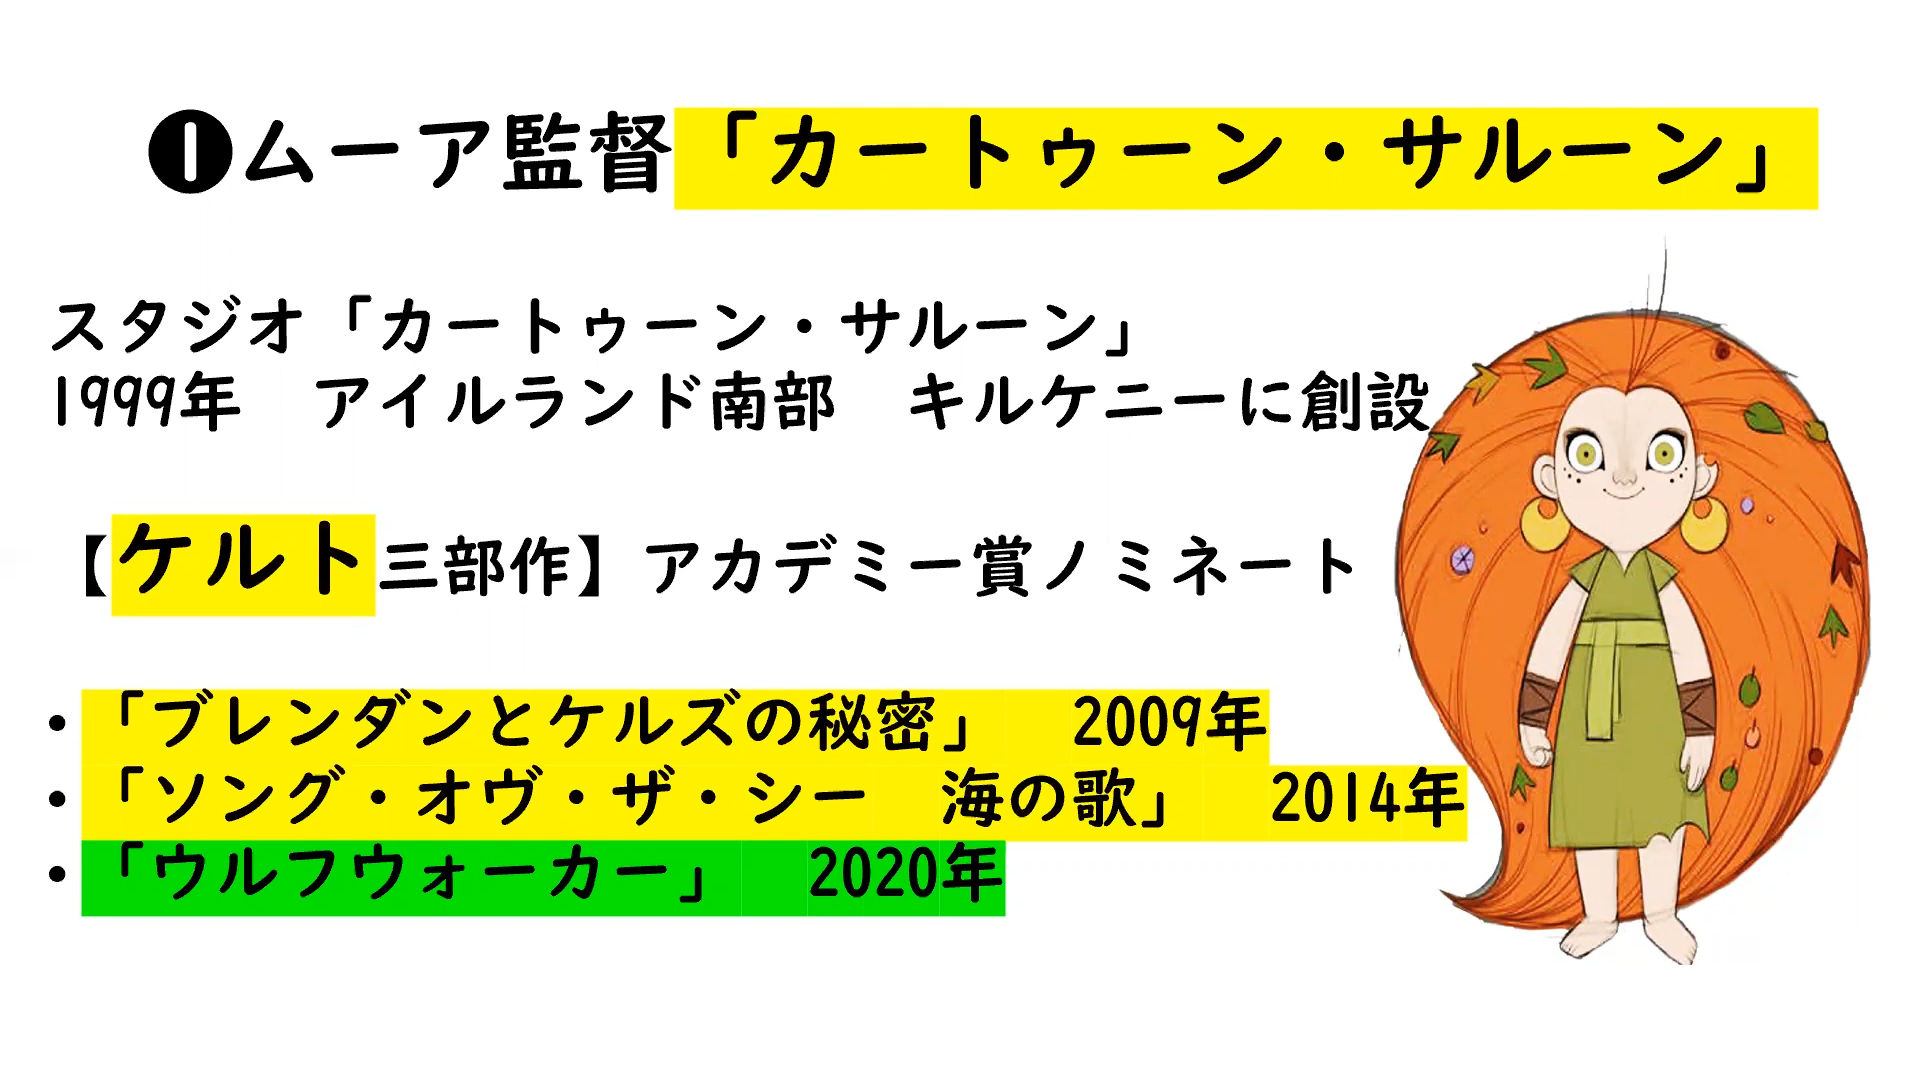 ❶ムーア監督「カートゥーン・サルーン」
スタジオ「カートゥーン・サルーン」
1999年　アイルランド南部　キルケニーに創設
【ケルト三部作】アカデミー賞ノミネート
•「ブレンダンとケルズの秘密」　2009年
•「ソング・オヴ・ザ・シー　海の歌」　2014年
•「ウルフウォーカー」　2020年